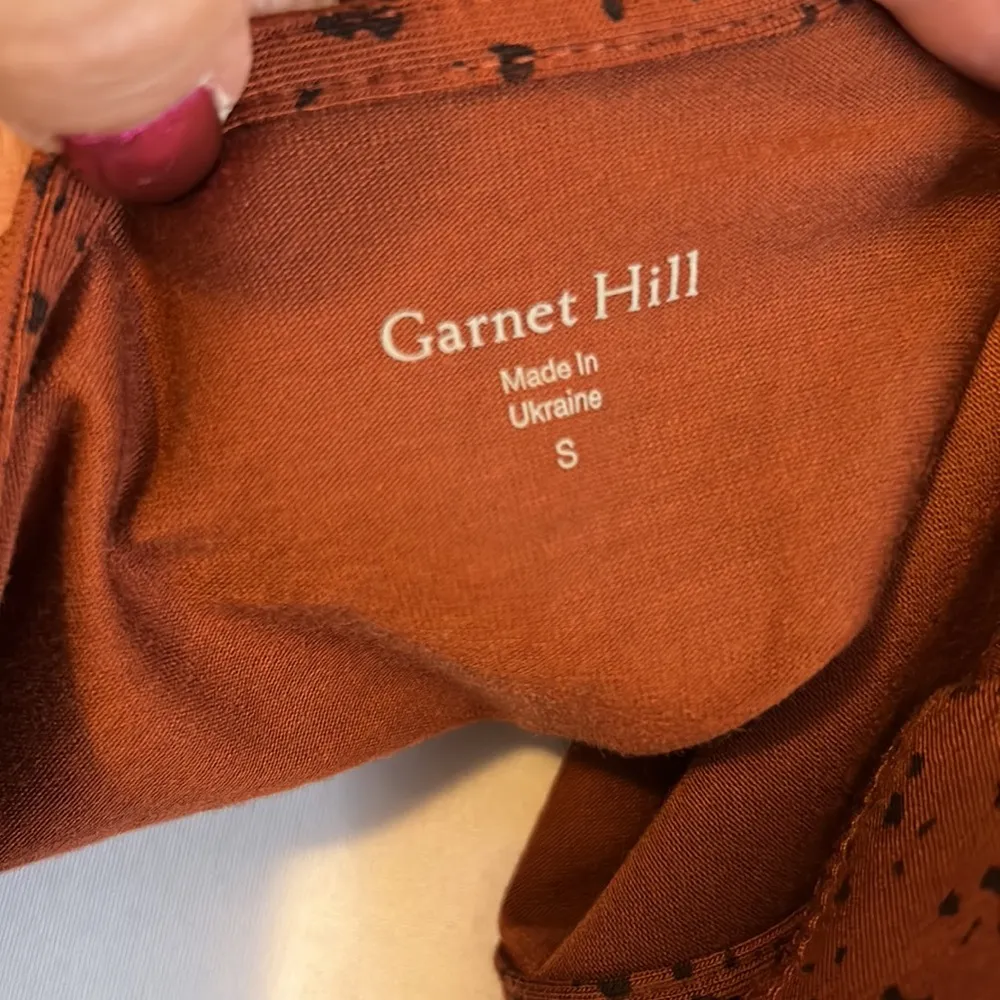 Garnet Hill
Made In
Ukraine
S